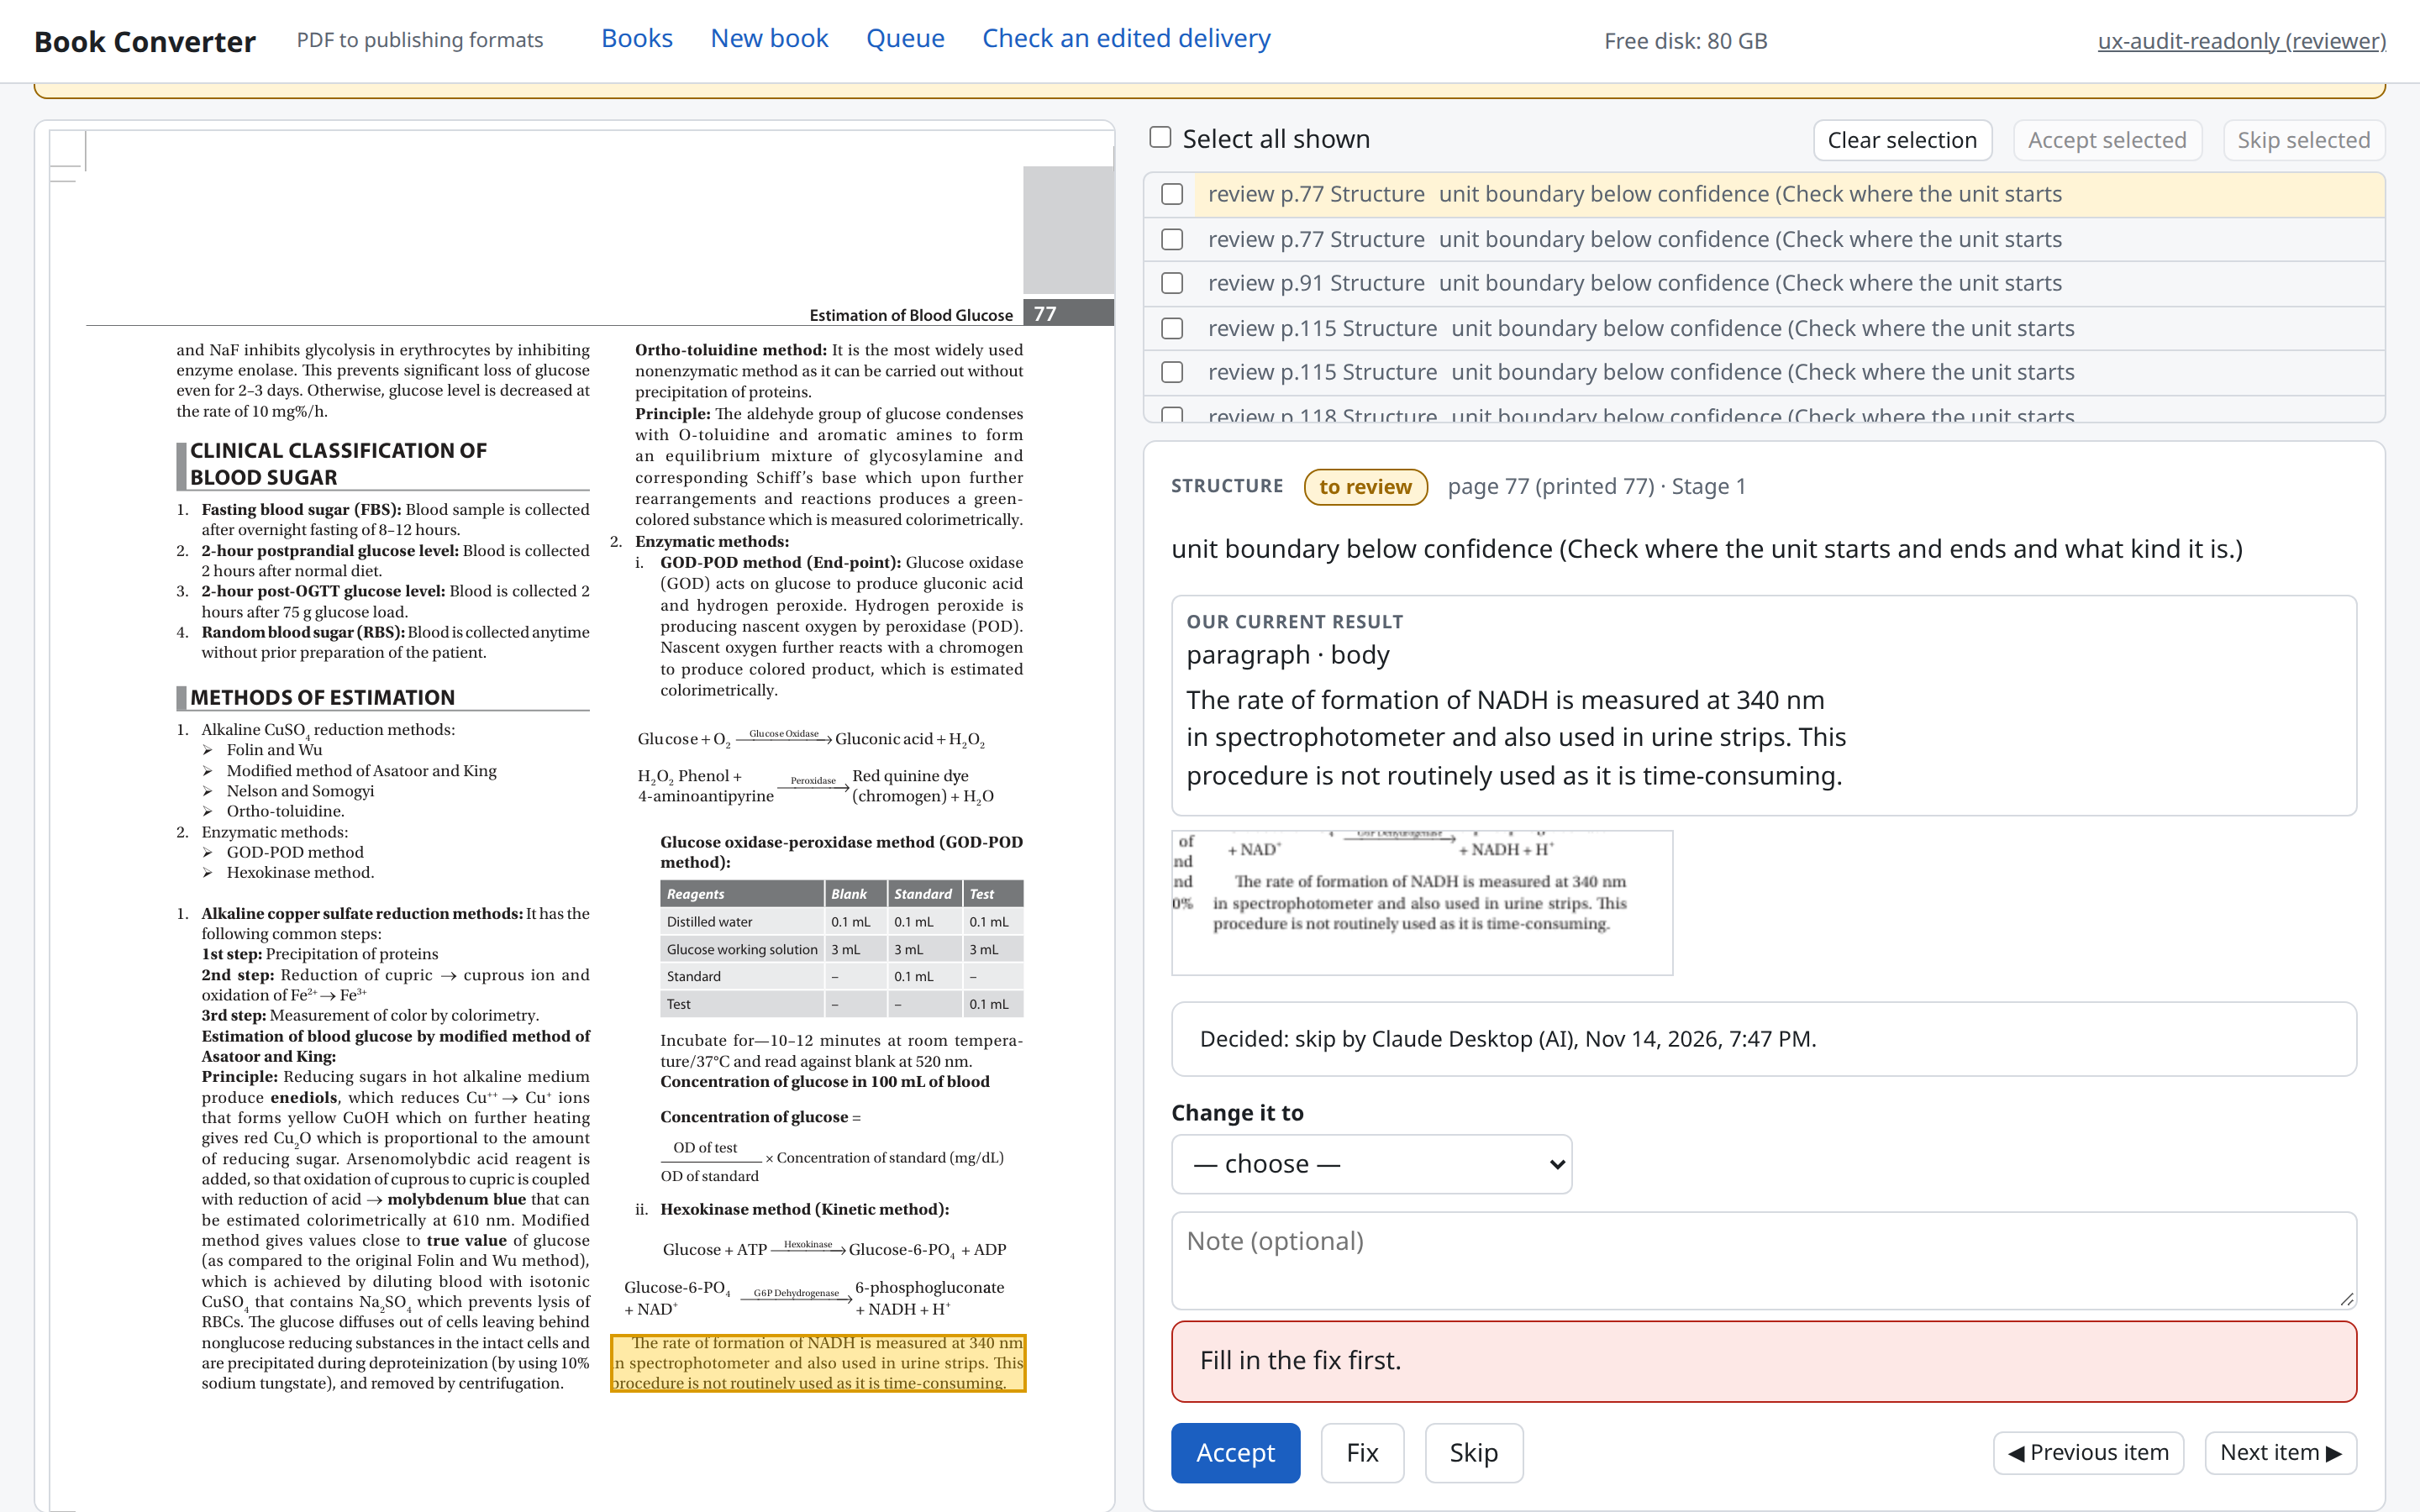 Book Converter PDF to publishing formats Books New book Queue Check an edited delivery Free disk: 80 GB ux-audit-readonly (reviewer)
Estimation of Blood Glucose 77
and NaF inhibits glycolysis in erythrocytes by inhibiting
enzyme enolase. This prevents significant loss of glucose
even for 2–3 days. Otherwise, glucose level is decreased at
the rate of 10 mg%/h.
CLINICAL CLASSIFICATION OF
BLOOD SUGAR
1. Fasting blood sugar (FBS): Blood sample is collected
after overnight fasting of 8–12 hours.
2. 2-hour postprandial glucose level: Blood is collected
2 hours after normal diet.
3. 2-hour post-OGTT glucose level: Blood is collected 2
hours after 75 g glucose load.
4. Random blood sugar (RBS): Blood is collected anytime
without prior preparation of the patient.
METHODS OF ESTIMATION
1. Alkaline CuSO₄ reduction methods:
➢ Folin and Wu
➢ Modified method of Asatoor and King
➢ Nelson and Somogyi
➢ Ortho-toluidine.
2. Enzymatic methods:
➢ GOD-POD method
➢ Hexokinase method.
1. Alkaline copper sulfate reduction methods: It has the
following common steps:
1st step: Precipitation of proteins
2nd step: Reduction of cupric → cuprous ion and
oxidation of Fe²⁺ → Fe³⁺
3rd step: Measurement of color by colorimetry.
Estimation of blood glucose by modified method of
Asatoor and King:
Principle: Reducing sugars in hot alkaline medium
produce enediols, which reduces Cu⁺⁺ → Cu⁺ ions
that forms yellow CuOH which on further heating
gives red Cu₂O which is proportional to the amount
of reducing sugar. Arsenomolybdic acid reagent is
added, so that oxidation of cuprous to cupric is coupled
with reduction of acid → molybdenum blue that can
be estimated colorimetrically at 610 nm. Modified
method gives values close to true value of glucose
(as compared to the original Folin and Wu method),
which is achieved by diluting blood with isotonic
CuSO₄ that contains Na₂SO₄ which prevents lysis of
RBCs. The glucose diffuses out of cells leaving behind
nonglucose reducing substances in the intact cells and
are precipitated during deproteinization (by using 10%
sodium tungstate), and removed by centrifugation.
Ortho-toluidine method: It is the most widely used
nonenzymatic method as it can be carried out without
precipitation of proteins.
Principle: The aldehyde group of glucose condenses
with O-toluidine and aromatic amines to form
an equilibrium mixture of glycosylamine and
corresponding Schiff's base which upon further
rearrangements and reactions produces a green-
colored substance which is measured colorimetrically.
2. Enzymatic methods:
i. GOD-POD method (End-point): Glucose oxidase
(GOD) acts on glucose to produce gluconic acid
and hydrogen peroxide. Hydrogen peroxide is
producing nascent oxygen by peroxidase (POD).
Nascent oxygen further reacts with a chromogen
to produce colored product, which is estimated
colorimetrically.
Glucose Oxidase
Glucose + O₂ → Gluconic acid + H₂O₂
H₂O₂ Phenol + Peroxidase Red quinine dye
4-aminoantipyrine → (chromogen) + H₂O
Glucose oxidase-peroxidase method (GOD-POD
method):
Reagents Blank Standard Test
Distilled water 0.1 mL 0.1 mL 0.1 mL
Glucose working solution 3 mL 3 mL 3 mL
Standard – 0.1 mL –
Test – – 0.1 mL
Incubate for—10–12 minutes at room tempera-
ture/37°C and read against blank at 520 nm.
Concentration of glucose in 100 mL of blood
Concentration of glucose =
OD of test
× Concentration of standard (mg/dL)
OD of standard
ii. Hexokinase method (Kinetic method):
Hexokinase
Glucose + ATP → Glucose-6-PO₄ + ADP
Glucose-6-PO₄ G6P Dehydrogenase 6-phosphogluconate
+ NAD⁺ → + NADH + H⁺
The rate of formation of NADH is measured at 340 nm
in spectrophotometer and also used in urine strips. This
procedure is not routinely used as it is time-consuming.
Select all shown Clear selection Accept selected Skip selected
review p.77 Structure unit boundary below confidence (Check where the unit starts
review p.77 Structure unit boundary below confidence (Check where the unit starts
review p.91 Structure unit boundary below confidence (Check where the unit starts
review p.115 Structure unit boundary below confidence (Check where the unit starts
review p.115 Structure unit boundary below confidence (Check where the unit starts
review p.118 Structure unit boundary below confidence (Check where the unit starts
STRUCTURE to review page 77 (printed 77) · Stage 1
unit boundary below confidence (Check where the unit starts and ends and what kind it is.)
OUR CURRENT RESULT
paragraph · body
The rate of formation of NADH is measured at 340 nm
in spectrophotometer and also used in urine strips. This
procedure is not routinely used as it is time-consuming.
of
+ NAD⁺ + NADH + H⁺
nd
nd The rate of formation of NADH is measured at 340 nm
0% in spectrophotometer and also used in urine strips. This
procedure is not routinely used as it is time-consuming.
Decided: skip by Claude Desktop (AI), Nov 14, 2026, 7:47 PM.
Change it to
— choose —
Note (optional)
Fill in the fix first.
Accept Fix Skip ◀ Previous item Next item ▶